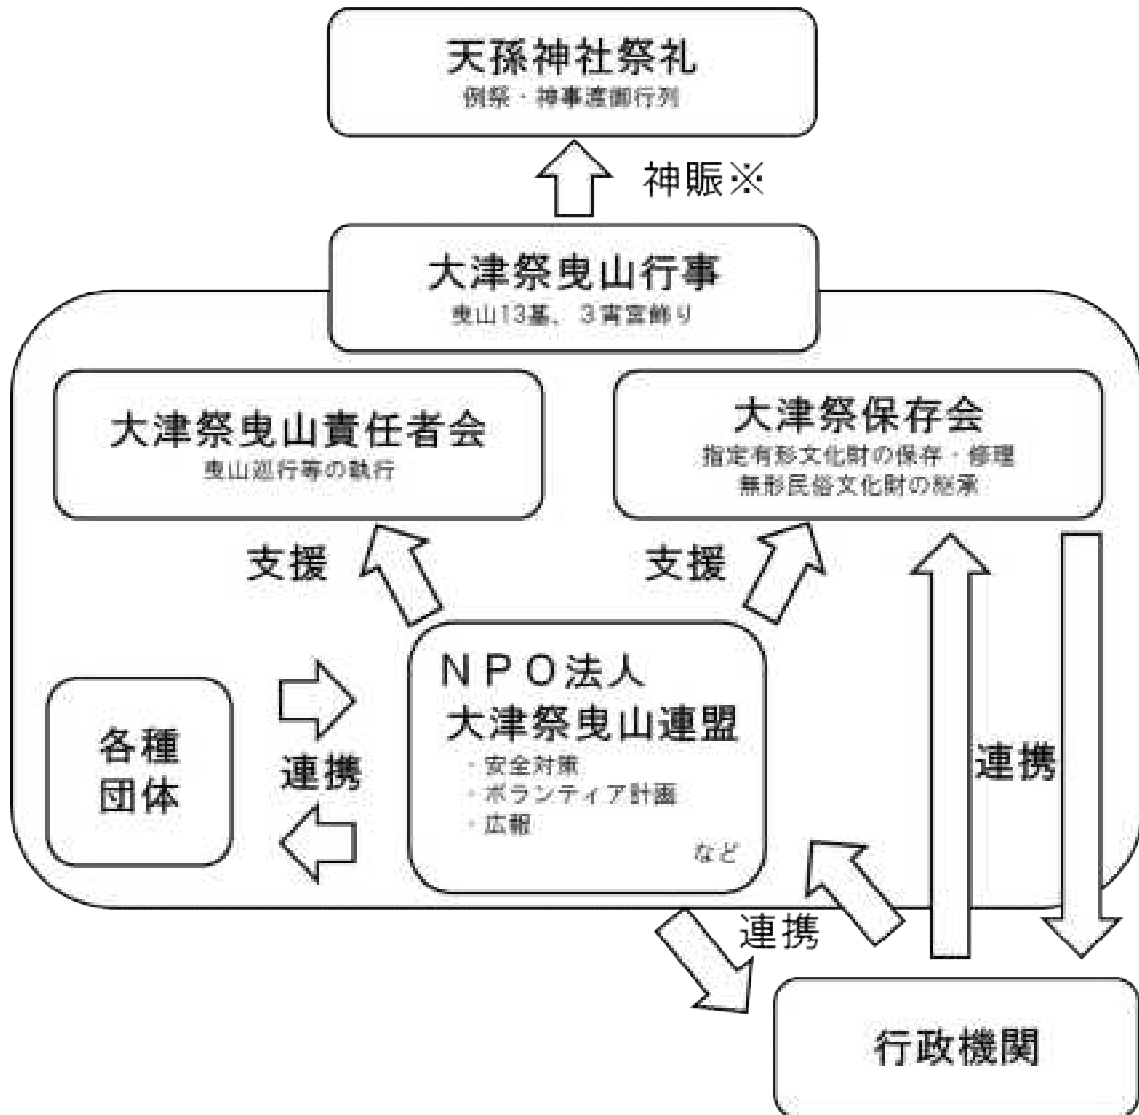 天孫神社祭礼
例祭・神事渡御行列
神賑※
大津祭曳山行事
曳山13基、3宵宮飾り
大津祭曳山責任者会
曳山巡行等の執行
大津祭保存会
指定有形文化財の保存・修理
無形民俗文化財の継承
支援
支援
NPO法人
大津祭曳山連盟
・安全対策
・ボランティア計画
・広報
など
各種
団体
連携
連携
連携
行政機関